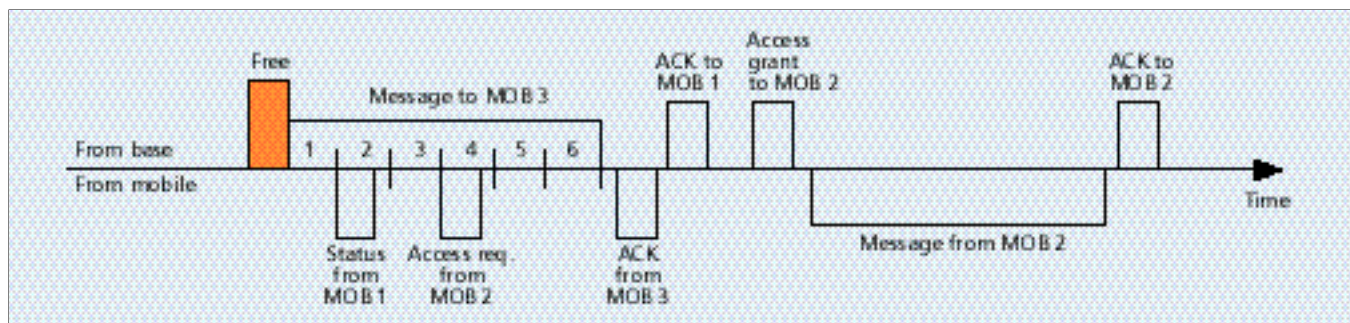 Free
Message to MOB 3
ACK to
MOB 1
Access
grant
to MOB 2
ACK to
MOB 2
From base
1 2 3 4 5 6
From mobile
Time
Status
from
MOB 1
Access req.
from
MOB 2
ACK
from
MOB 3
Message from MOB 2